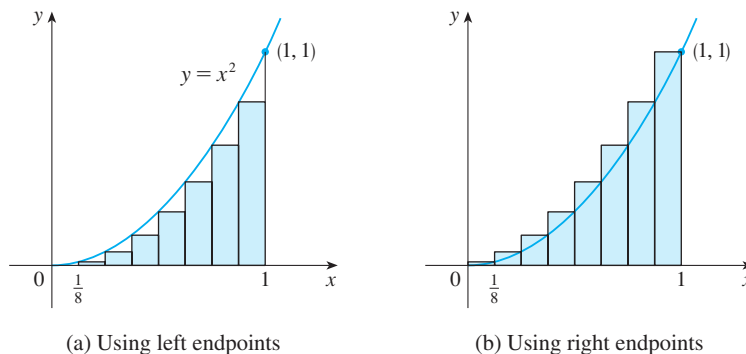 y
(1, 1)
y = x²
0
1/8
1
x
(a) Using left endpoints
y
(1, 1)
0
1/8
1
x
(b) Using right endpoints